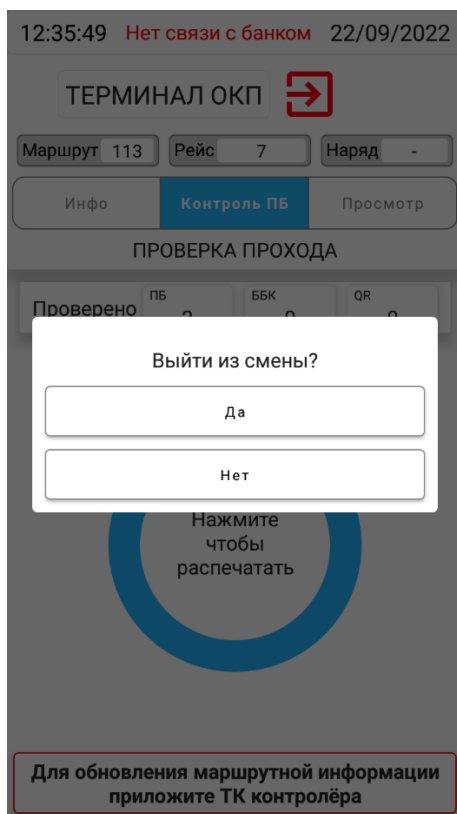 12:35:49 Нет связи с банком 22/09/2022
ТЕРМИНАЛ ОКП
Маршрут 113 Рейс 7 Наряд -
Инфо Контроль ПБ Просмотр
ПРОВЕРКА ПРОХОДА
ПБ ББК QR
Проверено
Выйти из смены?
Да
Нет
Нажмите
чтобы
распечатать
Для обновления маршрутной информации
приложите ТК контролёра